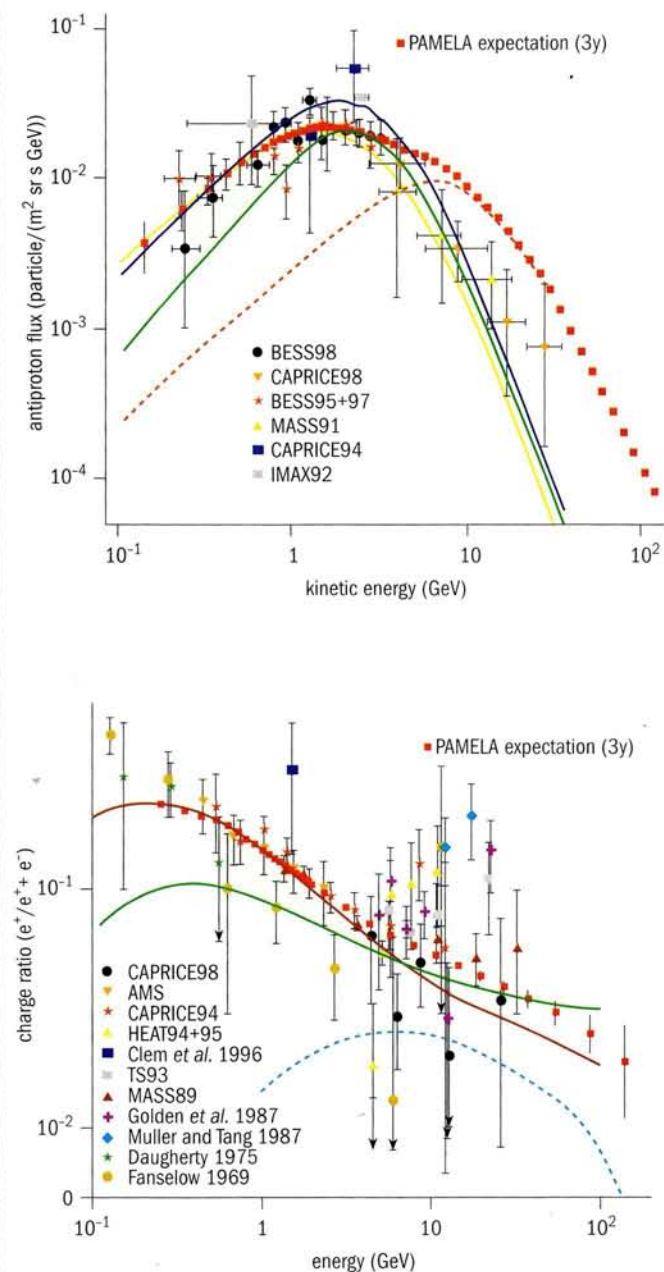 10⁻¹
PAMELA expectation (3y)
10⁻²
10⁻³
10⁻⁴
antiproton flux (particle/ (m² sr s GeV))
BESS98
CAPRICE98
BESS95+97
MASS91
CAPRICE94
IMAX92
10⁻¹ 1 10 10²
kinetic energy (GeV)
PAMELA expectation (3y)
10⁻¹
10⁻²
0
charge ratio (e⁺/e⁺+ e⁻)
CAPRICE98
AMS
CAPRICE94
HEAT94+95
Clem et al. 1996
TS93
MASS89
Golden et al. 1987
Muller and Tang 1987
Daugherty 1975
Fanselow 1969
10⁻¹ 1 10 10²
energy (GeV)